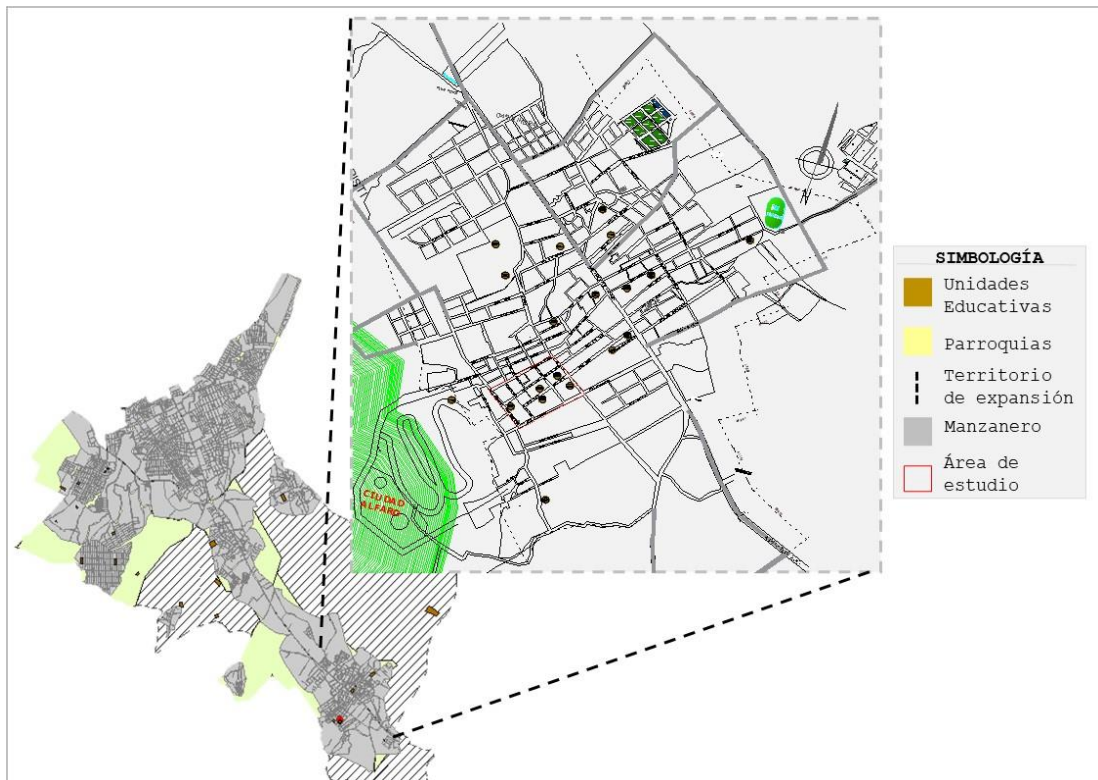 SIMBOLOGÍA
Unidades
Educativas
Parroquias
Territorio
de expansión
Manzanero
Área de
estudio
CIUDAD
ALFARO
N